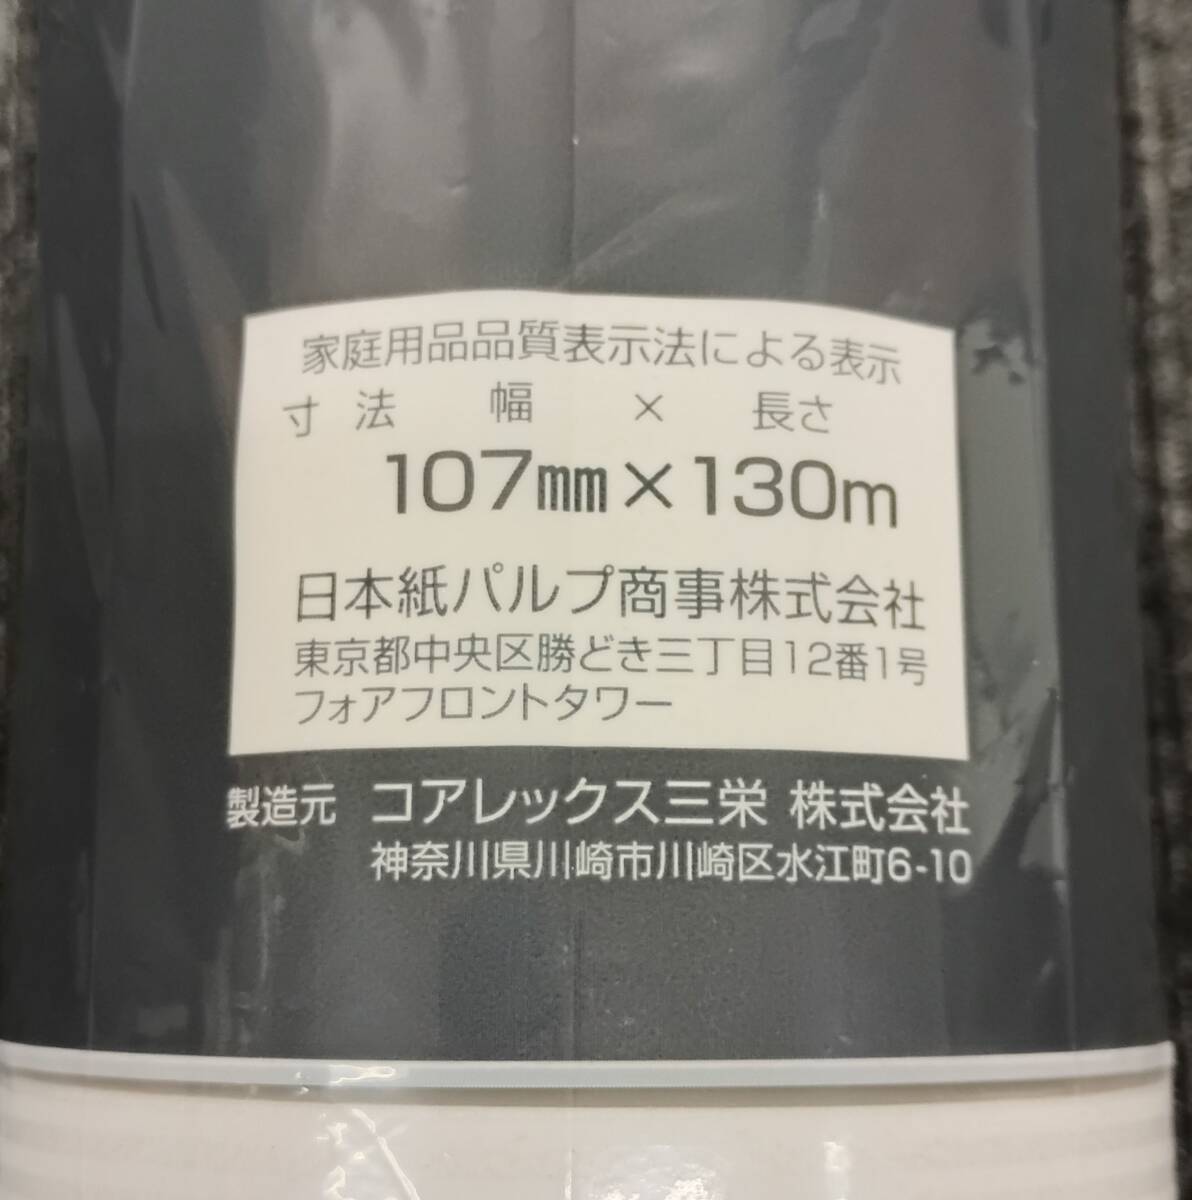 家庭用品品質表示法による表示
寸 法 幅 × 長さ
107mm×130m
日本紙パルプ商事株式会社
東京都中央区勝どき三丁目12番1号
フォアフロントタワー
製造元 コアレックス三栄 株式会社
神奈川県川崎市川崎区水江町6-10